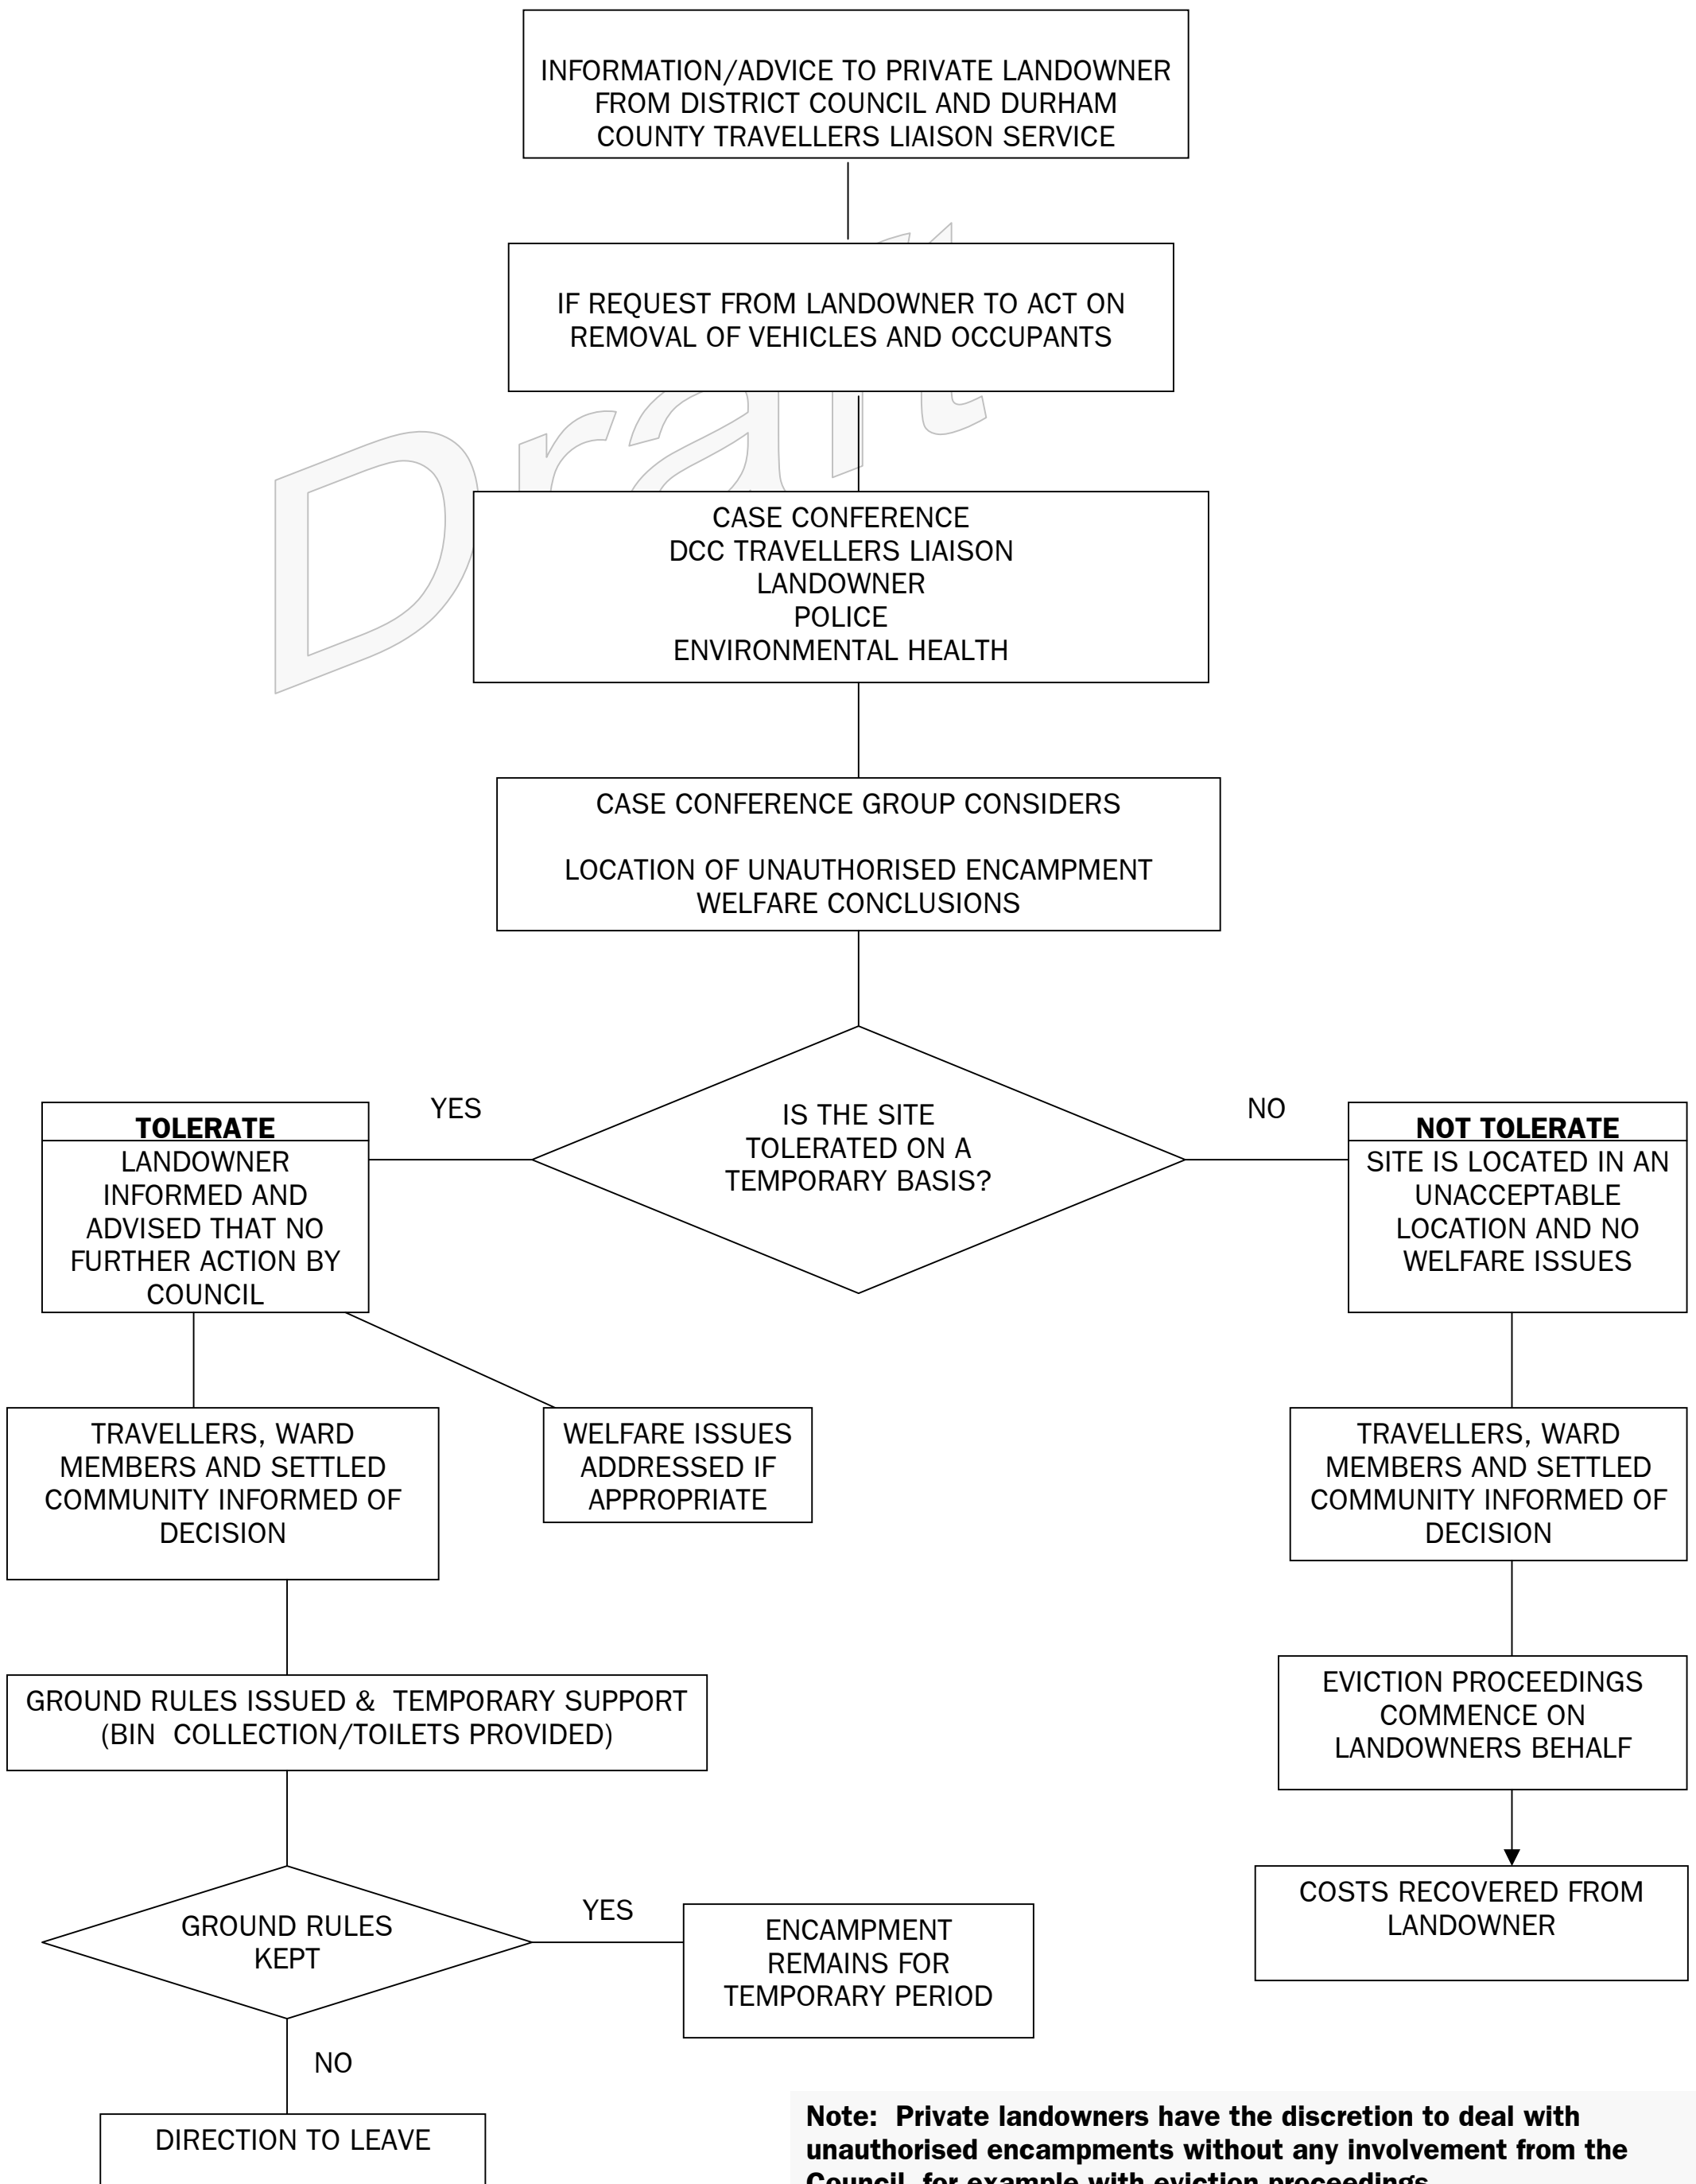 INFORMATION/ADVICE TO PRIVATE LANDOWNER
FROM DISTRICT COUNCIL AND DURHAM
COUNTY TRAVELLERS LIAISON SERVICE
IF REQUEST FROM LANDOWNER TO ACT ON
REMOVAL OF VEHICLES AND OCCUPANTS
Draft
CASE CONFERENCE
DCC TRAVELLERS LIAISON
LANDOWNER
POLICE
ENVIRONMENTAL HEALTH
CASE CONFERENCE GROUP CONSIDERS
LOCATION OF UNAUTHORISED ENCAMPMENT
WELFARE CONCLUSIONS
IS THE SITE
TOLERATED ON A
TEMPORARY BASIS?
YES
NO
TOLERATE
LANDOWNER
INFORMED AND
ADVISED THAT NO
FURTHER ACTION BY
COUNCIL
NOT TOLERATE
SITE IS LOCATED IN AN
UNACCEPTABLE
LOCATION AND NO
WELFARE ISSUES
TRAVELLERS, WARD
MEMBERS AND SETTLED
COMMUNITY INFORMED OF
DECISION
WELFARE ISSUES
ADDRESSED IF
APPROPRIATE
TRAVELLERS, WARD
MEMBERS AND SETTLED
COMMUNITY INFORMED OF
DECISION
GROUND RULES ISSUED &  TEMPORARY SUPPORT
(BIN  COLLECTION/TOILETS PROVIDED)
EVICTION PROCEEDINGS
COMMENCE ON
LANDOWNERS BEHALF
GROUND RULES
KEPT
YES
ENCAMPMENT
REMAINS FOR
TEMPORARY PERIOD
COSTS RECOVERED FROM
LANDOWNER
NO
DIRECTION TO LEAVE
Note:  Private landowners have the discretion to deal with
unauthorised encampments without any involvement from the
Council, for example with eviction proceedings